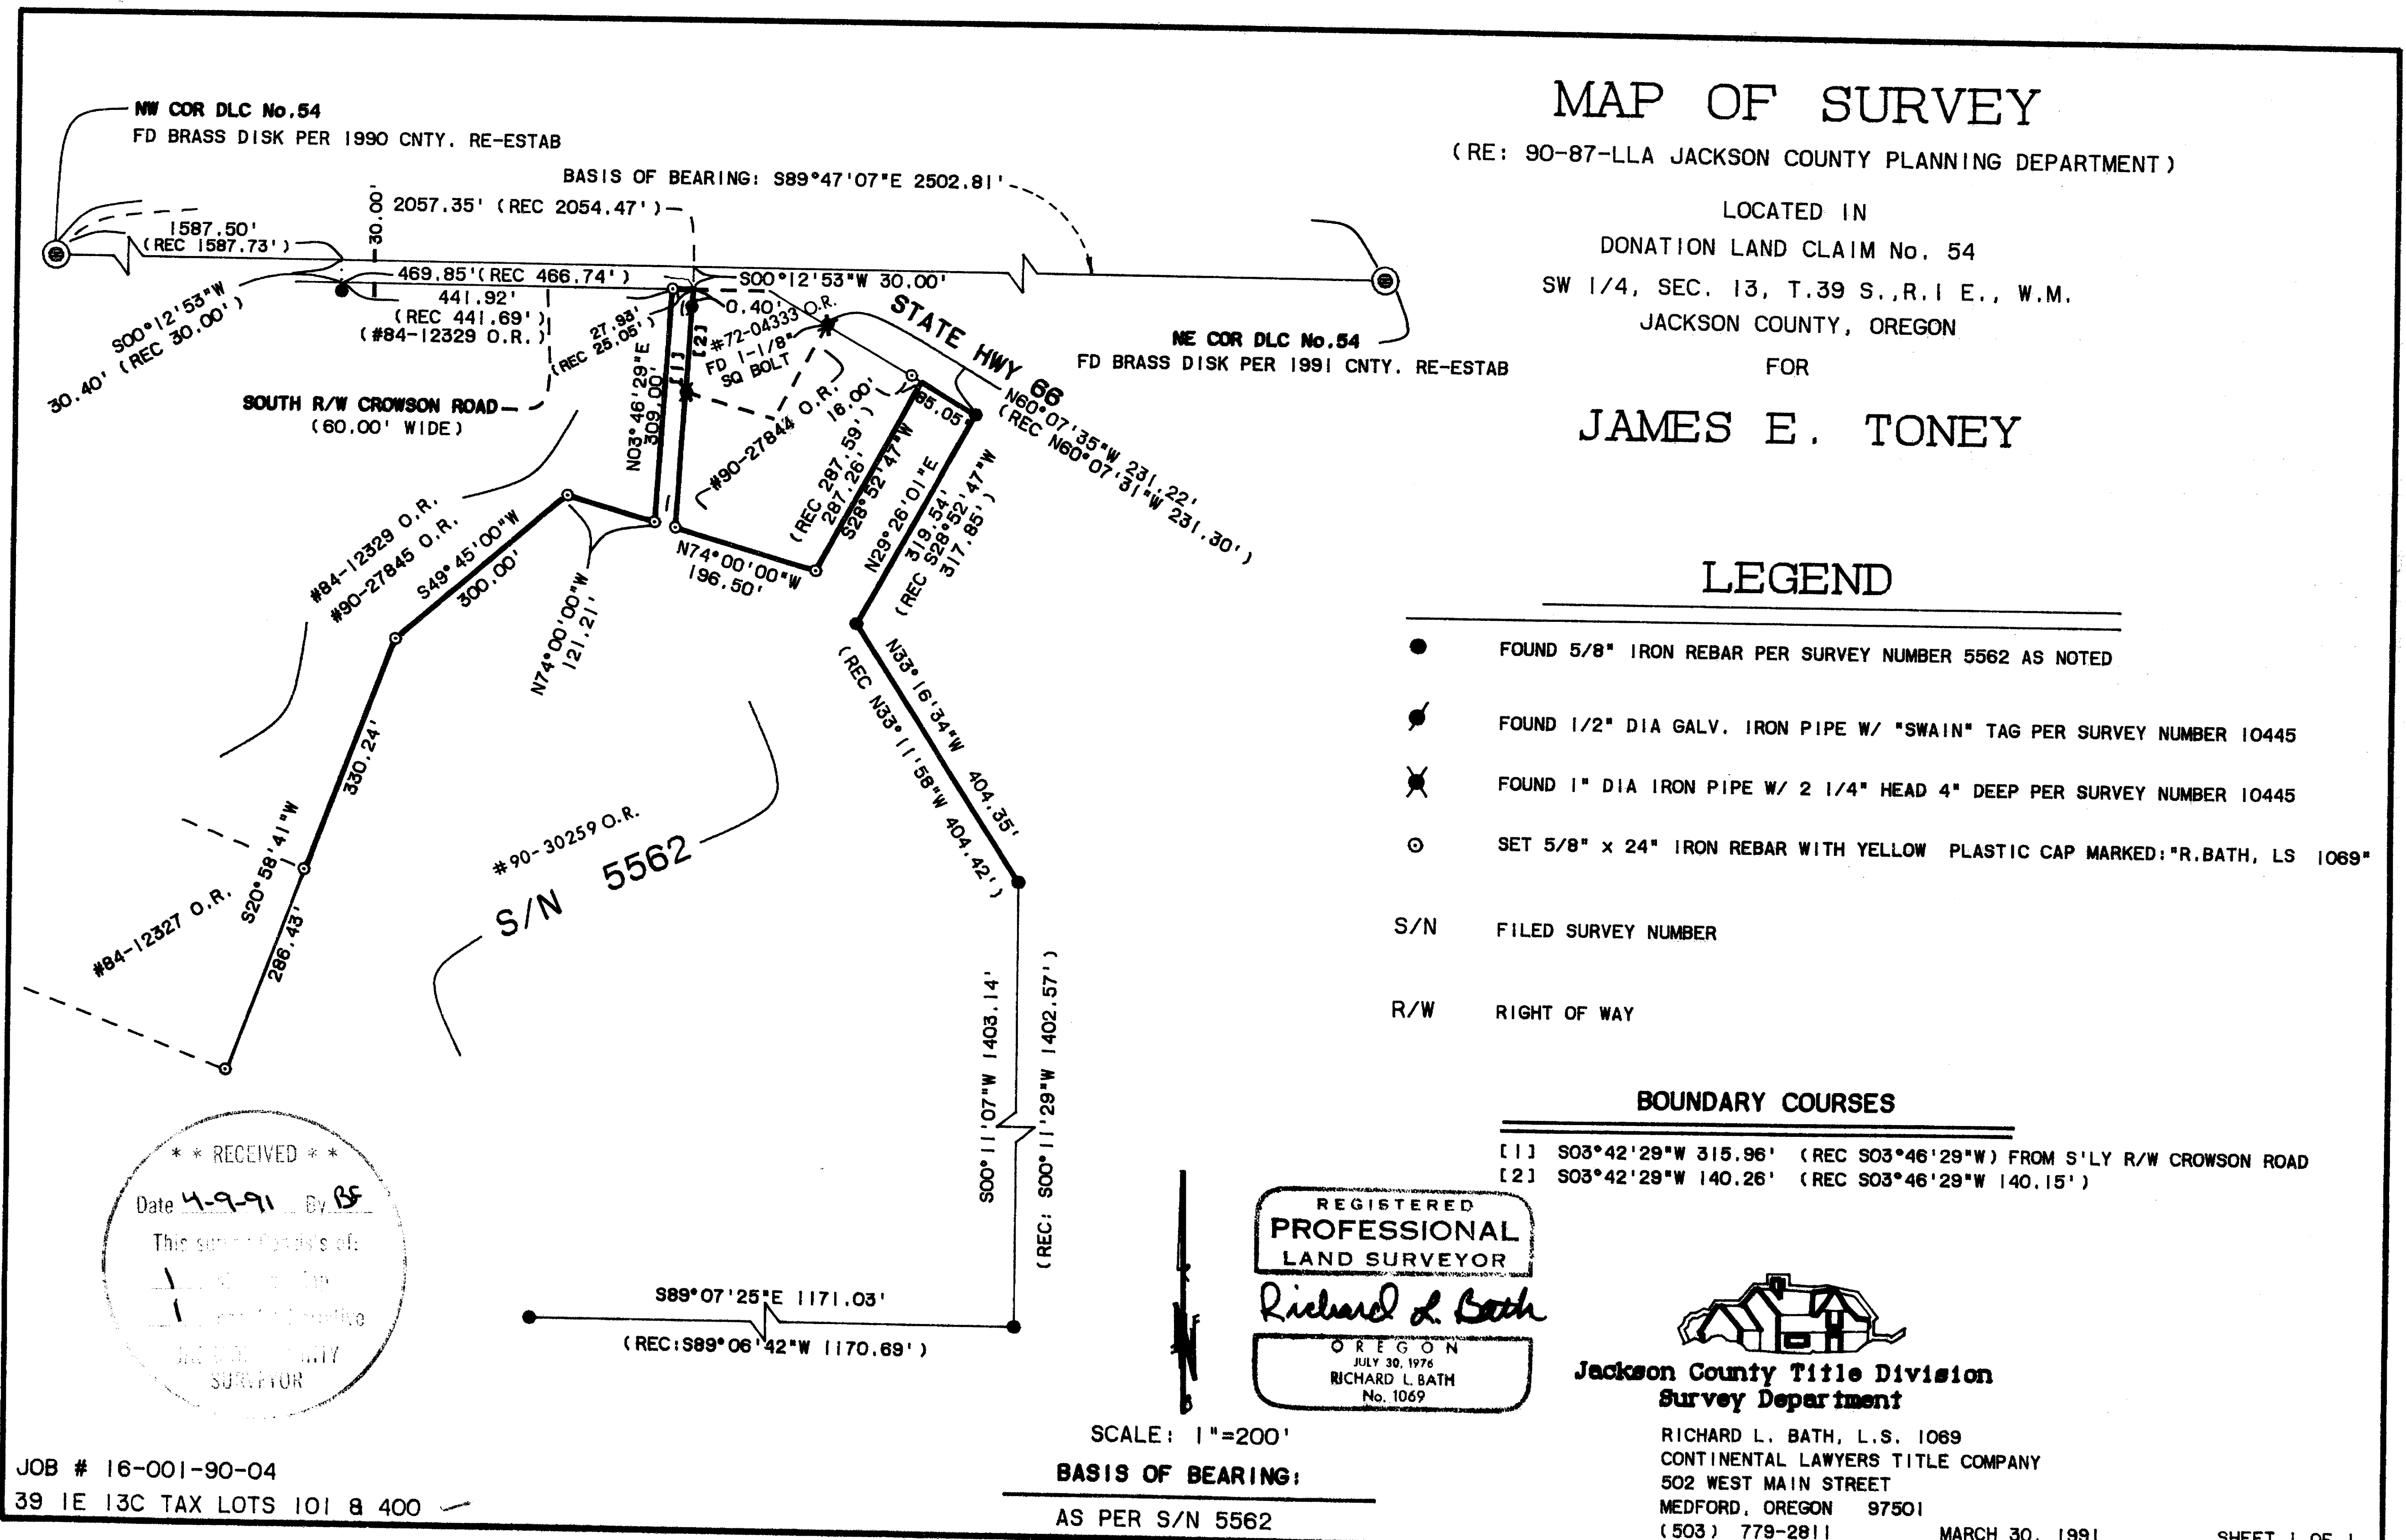 NW COR DLC No.54
FD BRASS DISK PER 1990 CNTY. RE-ESTAB
BASIS OF BEARING: S89°47'07"E 2502.81'
2057.35' (REC 2054.47')
30.00'
1587.50'
(REC 1587.73')
469.85'(REC 466.74')
S00°12'53"W 30.00'
441.92'
(REC 441.69')
(#84-12329 O.R.)
S00°12'53"W
30.40' (REC 30.00')
27.93'
(REC 25.05')
0.40'
#72-04333 O.R.
FD 1-1/8"
SQ BOLT
[1]
[2]
STATE HWY 66
NE COR DLC No.54
FD BRASS DISK PER 1991 CNTY. RE-ESTAB
SOUTH R/W CROWSON ROAD
(60.00' WIDE)
N03°46'29"E
309.00'
#90-27844 O.R.
16.00'
85.05'
N60°07'35"W 231.22'
(REC N60°07'31"W 231.30')
(REC 287.59')
287.26'
S28°52'47"W
N29°26'01"E
319.54'
(REC S28°52'47"W
317.85')
N74°00'00"W
196.50'
#84-12329 O.R.
#90-27845 O.R.
S49°45'00"W
300.00'
N74°00'00"W
121.21'
N33°16'34"W 404.35'
(REC N33°11'58"W 404.42')
330.24'
S20°58'41"W
286.43'
#84-12327 O.R.
#90-30259 O.R.
S/N 5562
S00°11'07"W 1403.14'
(REC: S00°11'29"W 1402.57')
S89°07'25"E 1171.03'
(REC:S89°06'42"W 1170.69')
* * RECEIVED * *
Date 4-9-91 By BF
This of:
1
1
SURVEYOR
JOB # 16-001-90-04
39 1E 13C TAX LOTS 101 & 400
MAP OF SURVEY
(RE: 90-87-LLA JACKSON COUNTY PLANNING DEPARTMENT)
LOCATED IN
DONATION LAND CLAIM No. 54
SW 1/4, SEC. 13, T.39 S.,R.1 E., W.M.
JACKSON COUNTY, OREGON
FOR
JAMES E. TONEY
LEGEND
FOUND 5/8" IRON REBAR PER SURVEY NUMBER 5562 AS NOTED
FOUND 1/2" DIA GALV. IRON PIPE W/ "SWAIN" TAG PER SURVEY NUMBER 10445
FOUND 1" DIA IRON PIPE W/ 2 1/4" HEAD 4" DEEP PER SURVEY NUMBER 10445
SET 5/8" x 24" IRON REBAR WITH YELLOW PLASTIC CAP MARKED:"R.BATH, LS 1069"
S/N FILED SURVEY NUMBER
R/W RIGHT OF WAY
BOUNDARY COURSES
[1] S03°42'29"W 315.96' (REC S03°46'29"W) FROM S'LY R/W CROWSON ROAD
[2] S03°42'29"W 140.26' (REC S03°46'29"W 140.15')
REGISTERED
PROFESSIONAL
LAND SURVEYOR
Richard L. Bath
OREGON
JULY 30, 1976
RICHARD L. BATH
No. 1069
SCALE: 1"=200'
BASIS OF BEARING:
AS PER S/N 5562
Jackson County Title Division
Survey Department
RICHARD L. BATH, L.S. 1069
CONTINENTAL LAWYERS TITLE COMPANY
502 WEST MAIN STREET
MEDFORD, OREGON 97501
(503) 779-2811 MARCH 30, 1991 SHEET 1 OF 1